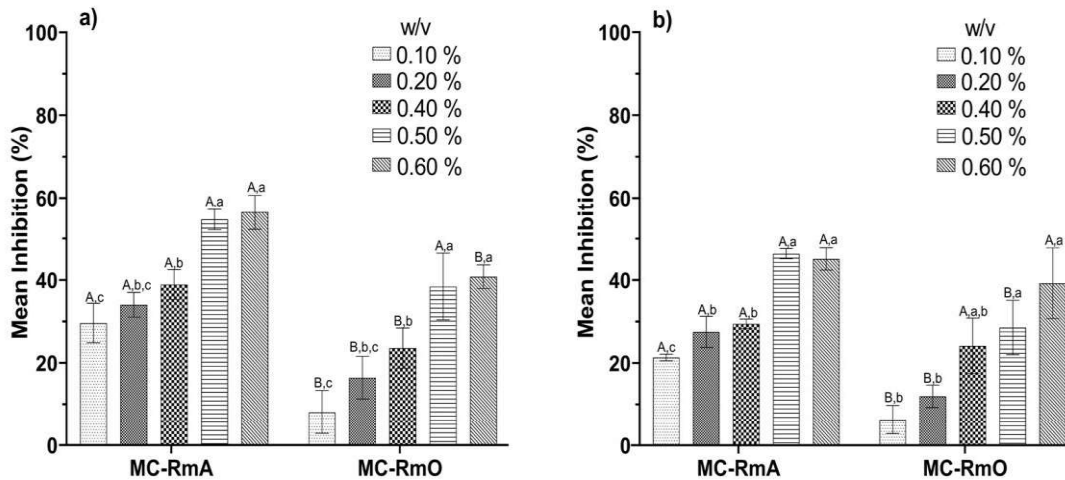 a)
Mean Inhibition (%)
100
80
60
40
20
0
w/v
0.10 %
0.20 %
0.40 %
0.50 %
0.60 %
A,c
A,b,c
A,b
A,a
A,a
B,c
B,b,c
B,b
A,a
B,a
MC-RmA
MC-RmO
b)
Mean Inhibition (%)
100
80
60
40
20
0
w/v
0.10 %
0.20 %
0.40 %
0.50 %
0.60 %
A,c
A,b
A,b
A,a
A,a
B,b
B,b
A,a,b
B,a
A,a
MC-RmA
MC-RmO